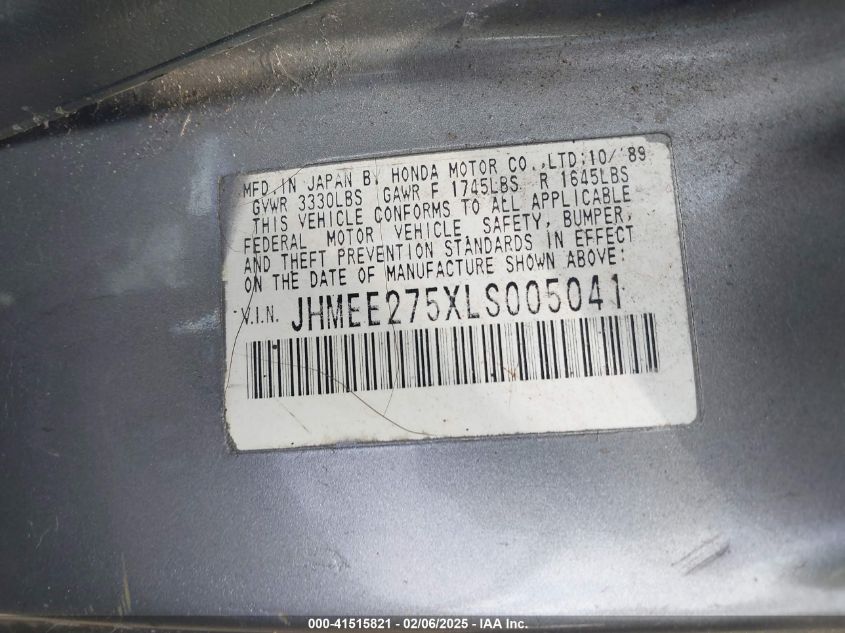 MFD IN JAPAN BY HONDA MOTOR CO.,LTD:10/'89
GVWR 3330LBS GAWR F 1745LBS R 1645LBS
THIS VEHICLE CONFORMS TO ALL APPLICABLE
FEDERAL MOTOR VEHICLE SAFETY, BUMPER,
AND THEFT PREVENTION STANDARDS IN EFFECT
ON THE DATE OF MANUFACTURE SHOWN ABOVE:
V.I.N. JHMEE275XLS005041
000-41515821 - 02/06/2025 - IAA Inc.